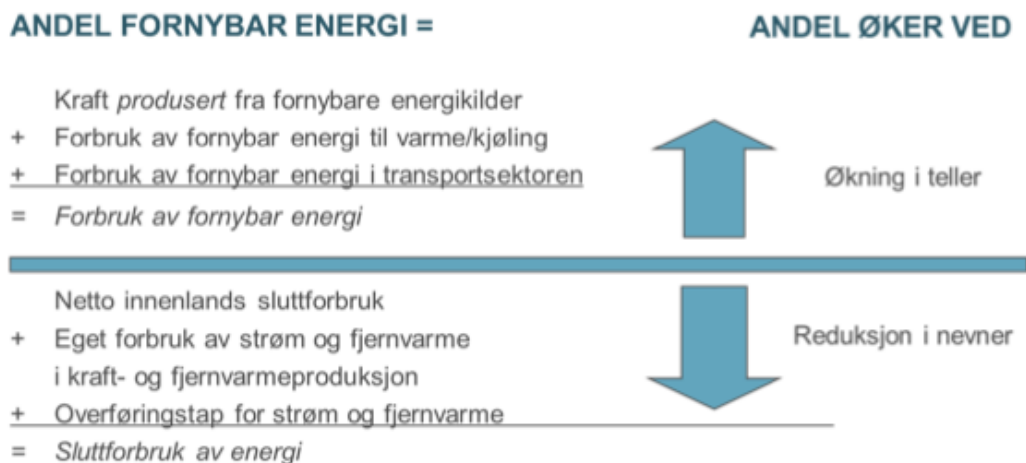 ANDEL FORNYBAR ENERGI =
ANDEL ØKER VED
Kraft produsert fra fornybare energikilder
+ Forbruk av fornybar energi til varme/kjøling
+ Forbruk av fornybar energi i transportsektoren
= Forbruk av fornybar energi
Økning i teller
Netto innenlands sluttforbruk
+ Eget forbruk av strøm og fjernvarme
i kraft- og fjernvarmeproduksjon
+ Overføringstap for strøm og fjernvarme
= Sluttforbruk av energi
Reduksjon i nevner